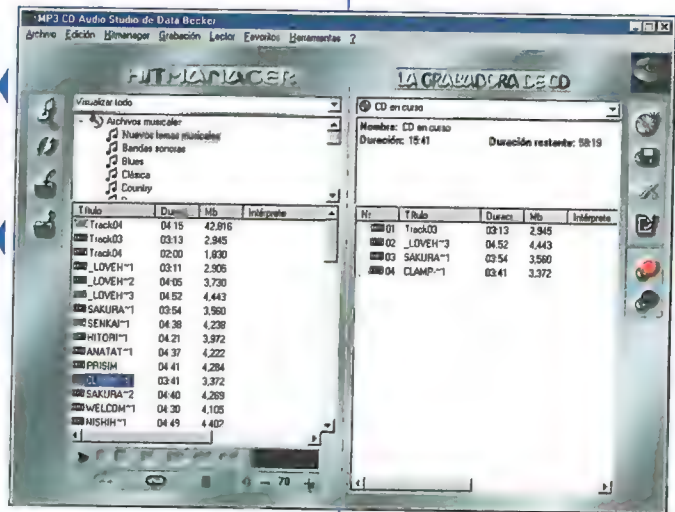 MP3 CD Audio Studio de Data Becker
Archivo Edición Hitmanager Grabación Lector Favoritos Herramientas ?
HITMANAGER
Visualizar todo
Archivos musicales
Nuevos temas musicales
Bandas sonoras
Blues
Clásica
Country
Título Mb Intérprete
Track04 04:15 42,816
Track03 03:13 2,945
Track04 02:00 1,830
_LOVEH~1 03:11 2,906
_LOVEH~2 04:05 3,730
_LOVEH~3 04:52 4,443
SAKURA~1 03:54 3,560
SENKAI~1 04:38 4,238
HITORI~1 04:21 3,972
ANATAT~1 04:37 4,222
PRISIM 04:41 4,284
03:41 3,372
SAKURA~2 04:40 4,269
WELCOM~1 04:30 4,105
NISHIH~1 04:49 4,402
70
LA GRABADORA DE CD
CD en curso
Nombre: CD en curso
Duración: 15:41 Duración restante: 58:19
Nr Título Durac. Mb Intérprete
01 Track03 03:13 2,945
02 _LOVEH~3 04:52 4,443
03 SAKURA~1 03:54 3,560
04 CLAMP-~1 03:41 3,372